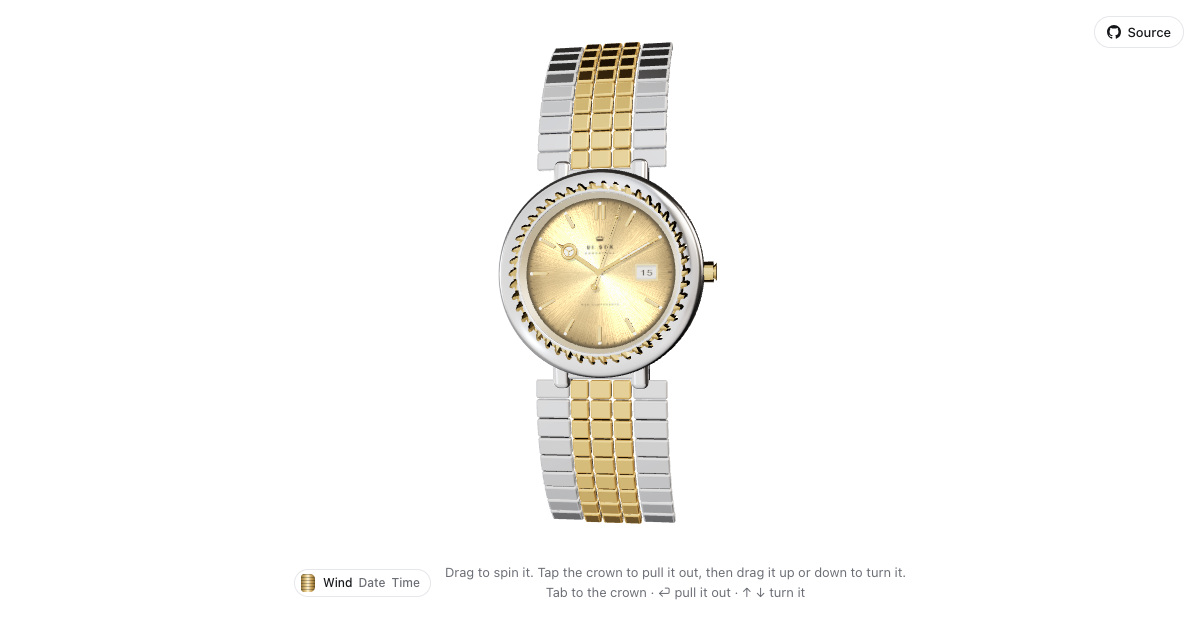 Source
15
Wind Date Time
Drag to spin it. Tap the crown to pull it out, then drag it up or down to turn it.
Tab to the crown · ⏎ pull it out · ↑ ↓ turn it